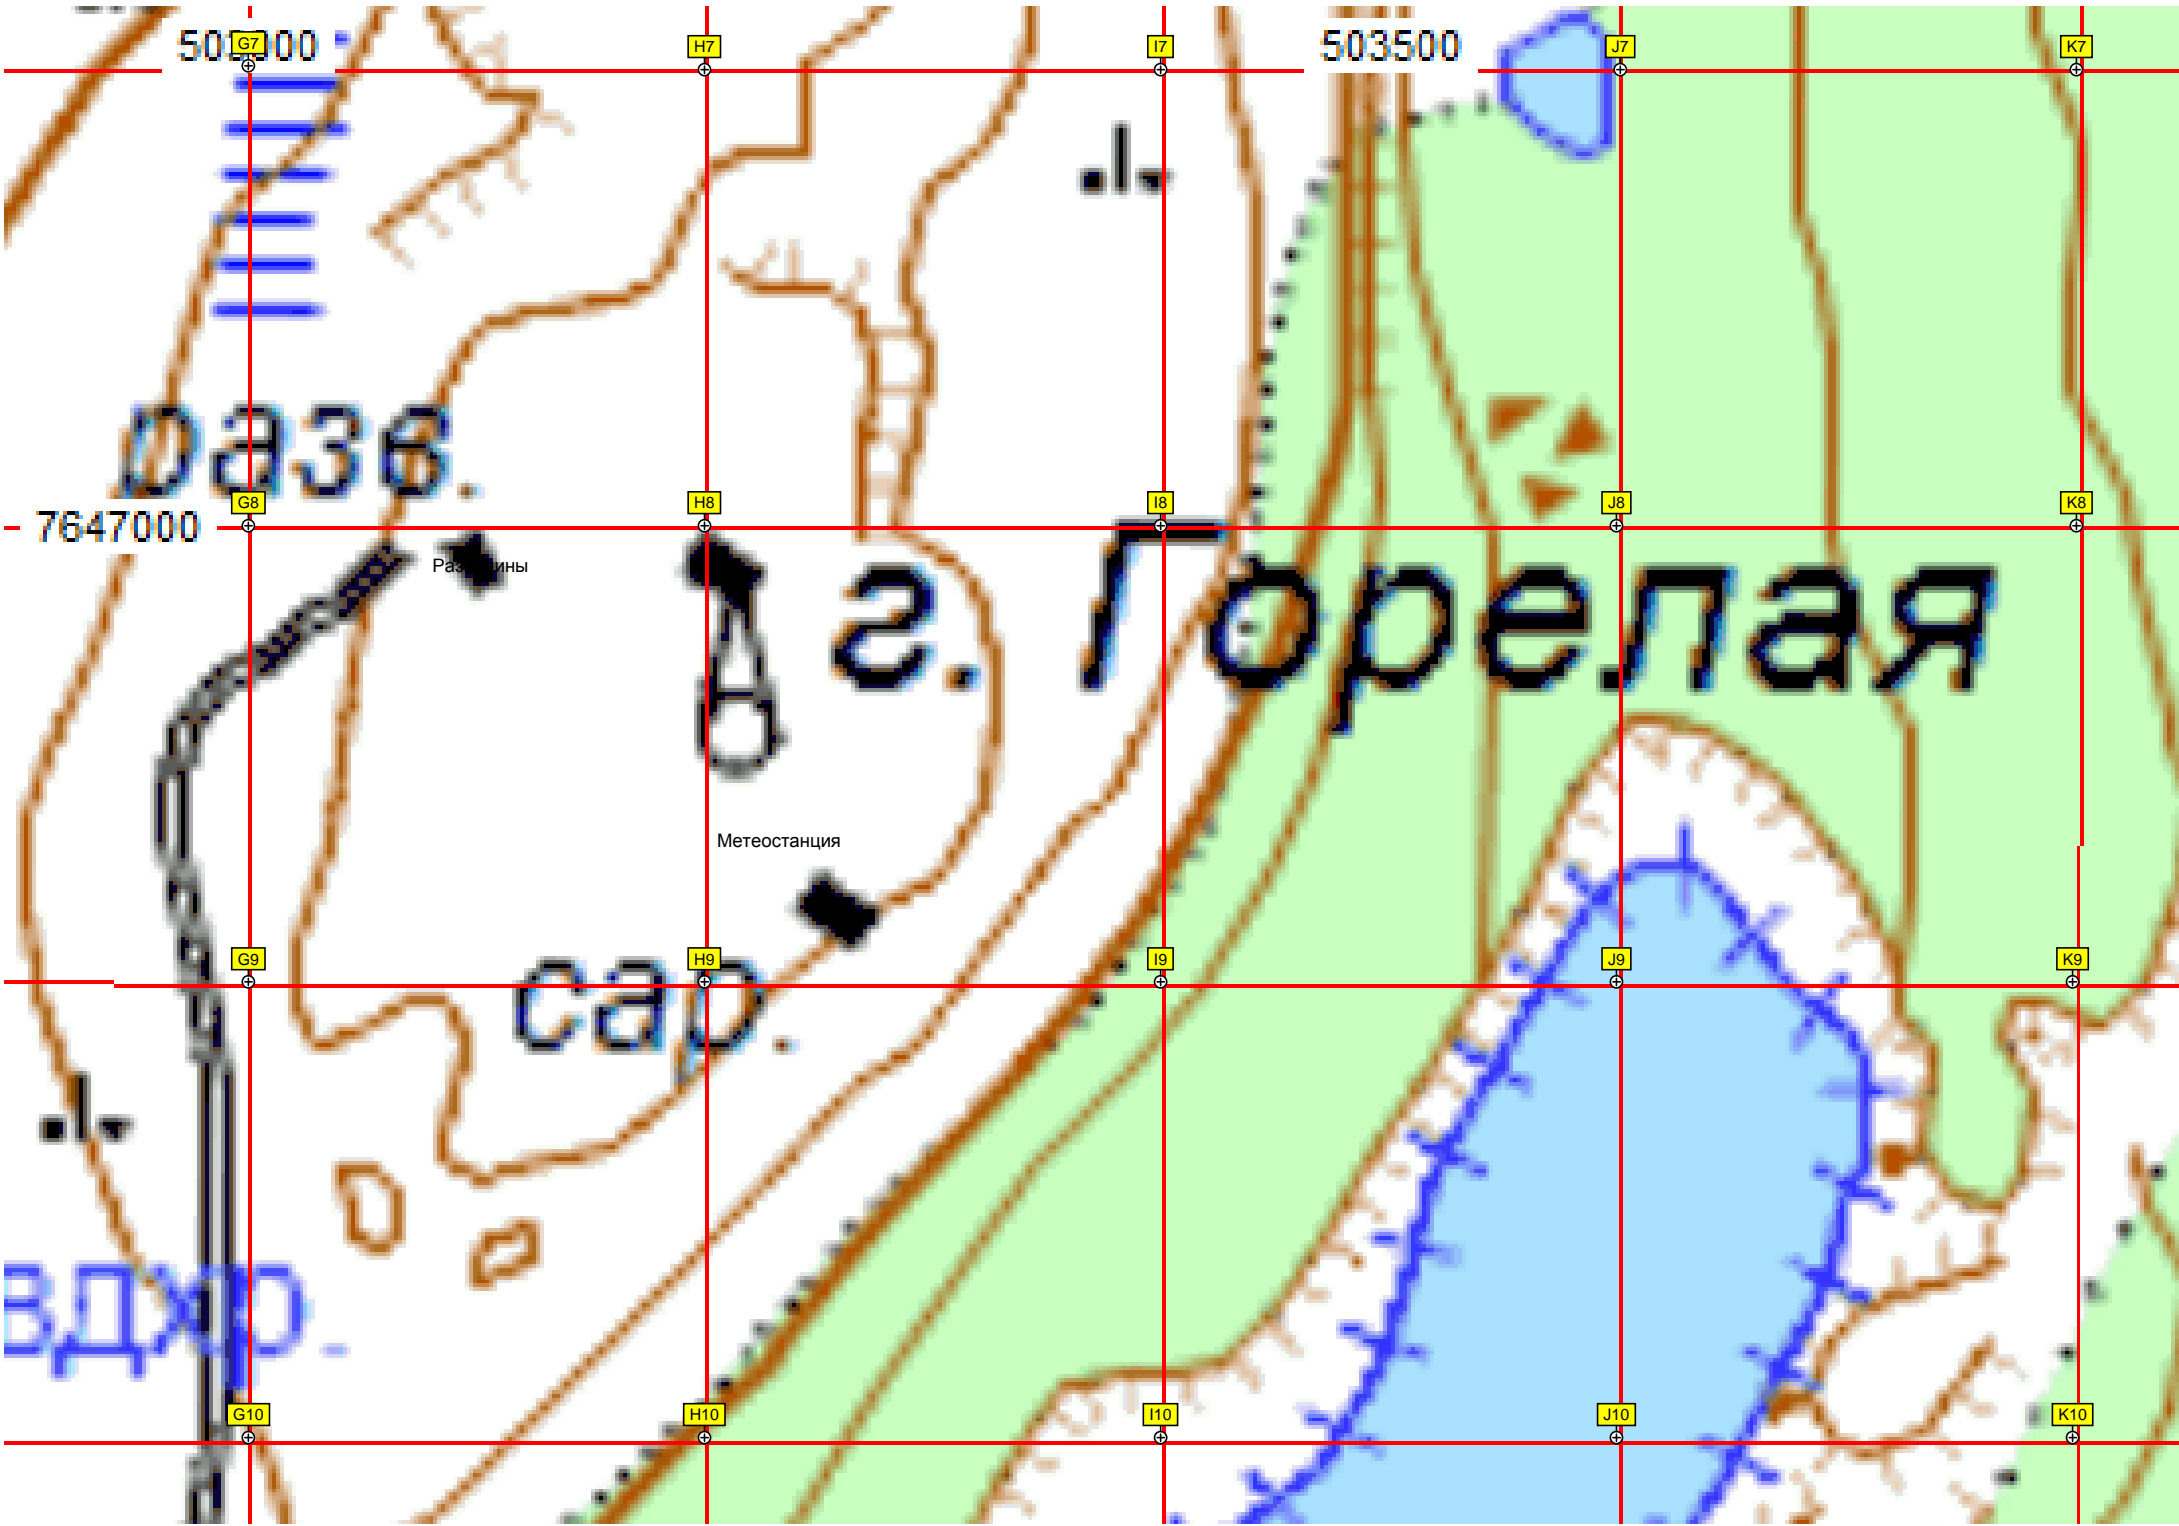 503500
G7 H7 I7 J7 K7
разв.
G8 H8 I8 J8 K8
7647000
г. Горелая
Метеостанция
G9 H9 I9 J9 K9
сар.
вдхр.
G10 H10 I10 J10 K10